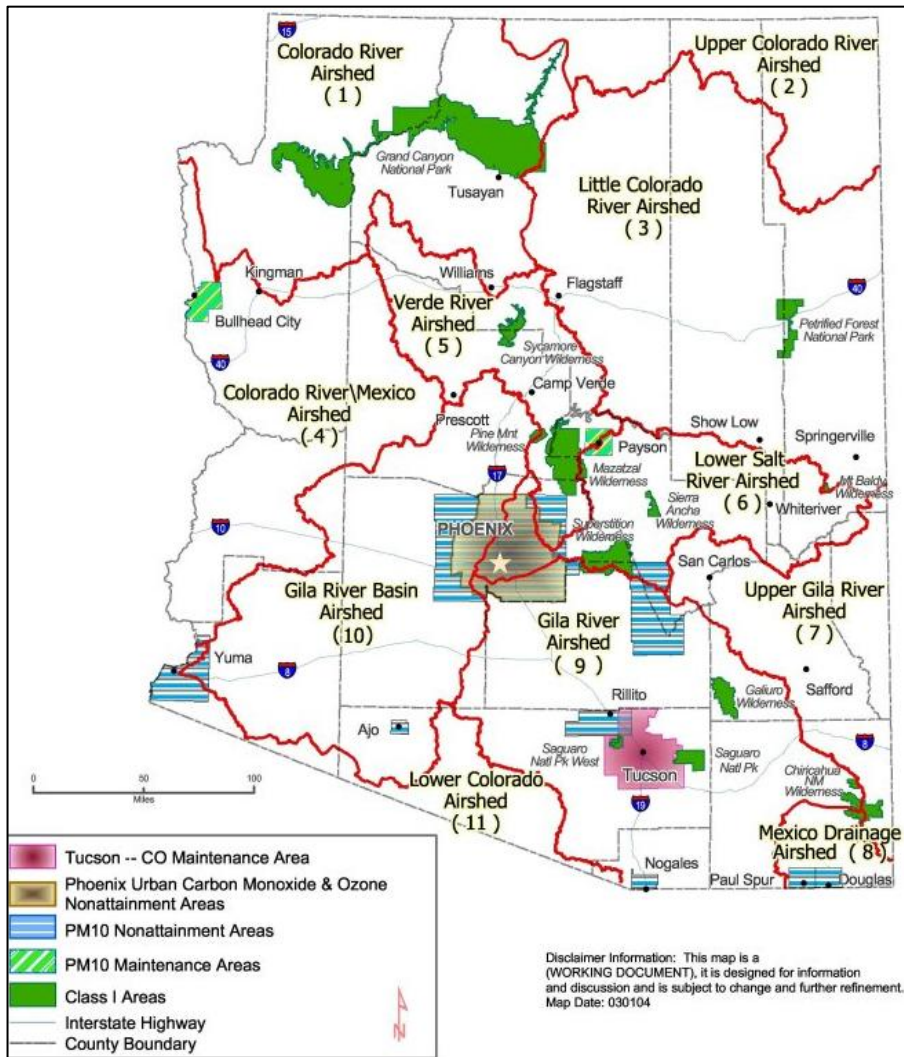 15
Colorado River
Airshed
( 1 )
Upper Colorado River
Airshed
( 2 )
Grand Canyon
National Park
Tusayan
Little Colorado
River Airshed
( 3 )
Kingman
Williams
Flagstaff
40
Bullhead City
Verde River
Airshed
( 5 )
Petrified Forest
National Park
Sycamore
Canyon Wilderness
40
Colorado River\Mexico
Airshed
( 4 )
Camp Verde
Prescott
Pine Mnt
Wilderness
Payson
Show Low
Springerville
17
Mazatzal
Wilderness
Lower Salt
River Airshed
( 6 )
Mt Baldy
Wilderness
Sierra
Ancha
Wilderness
Whiteriver
10
PHOENIX
Superstition
Wilderness
San Carlos
Gila River Basin
Airshed
(10)
Gila River
Airshed
( 9 )
Upper Gila River
Airshed
( 7 )
Yuma
8
Rillito
Galiuro
Wilderness
Safford
Ajo
Saguaro
Natl Pk West
Tucson
Saguaro
Natl Pk
8
0 50 100
Miles
Lower Colorado
Airshed
( 11 )
19
Chiricahua
NM
Wilderness
Mexico Drainage
Airshed ( 8 )
Nogales
Paul Spur
Douglas
Tucson -- CO Maintenance Area
Phoenix Urban Carbon Monoxide & Ozone
Nonattainment Areas
PM10 Nonattainment Areas
PM10 Maintenance Areas
Class I Areas
Interstate Highway
County Boundary
N
Disclaimer Information: This map is a
(WORKING DOCUMENT), it is designed for information
and discussion and is subject to change and further refinement.
Map Date: 030104